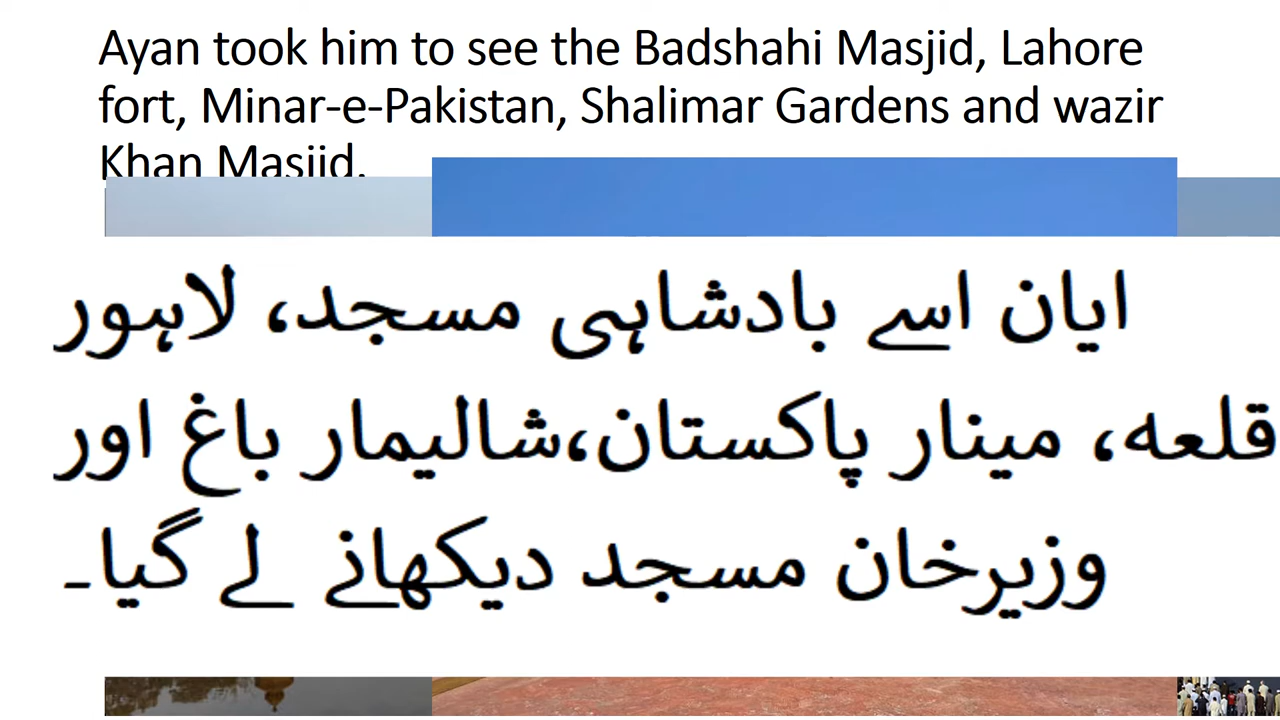 Ayan took him to see the Badshahi Masjid, Lahore
fort, Minar-e-Pakistan, Shalimar Gardens and wazir
Khan Masjid.
ایان اسے بادشاہی مسجد، لاہور
قلعہ، مینار پاکستان،شالیمار باغ اور
وزیرخان مسجد دیکھانے لے گیا۔